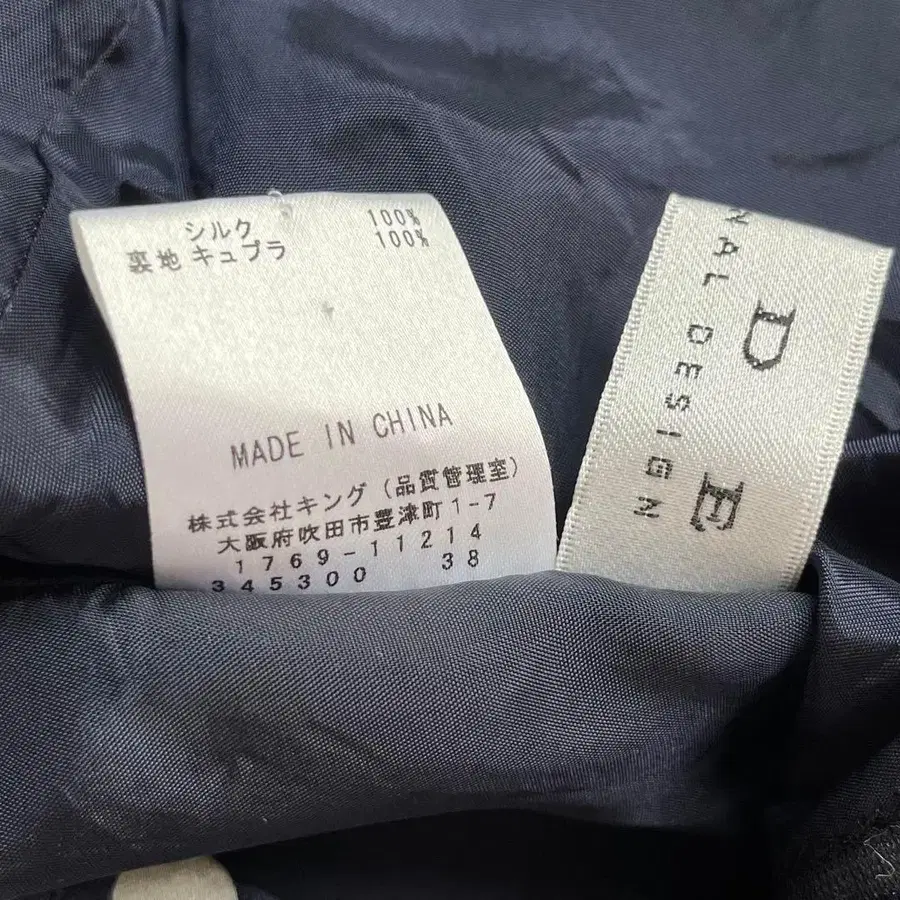 シルク 100%
裏地 キュプラ 100%
MADE IN CHINA
株式会社キング (品質管理室)
大阪府吹田市豊津町1-7
1769-11214
345300 38
D E
NAL DESIGN